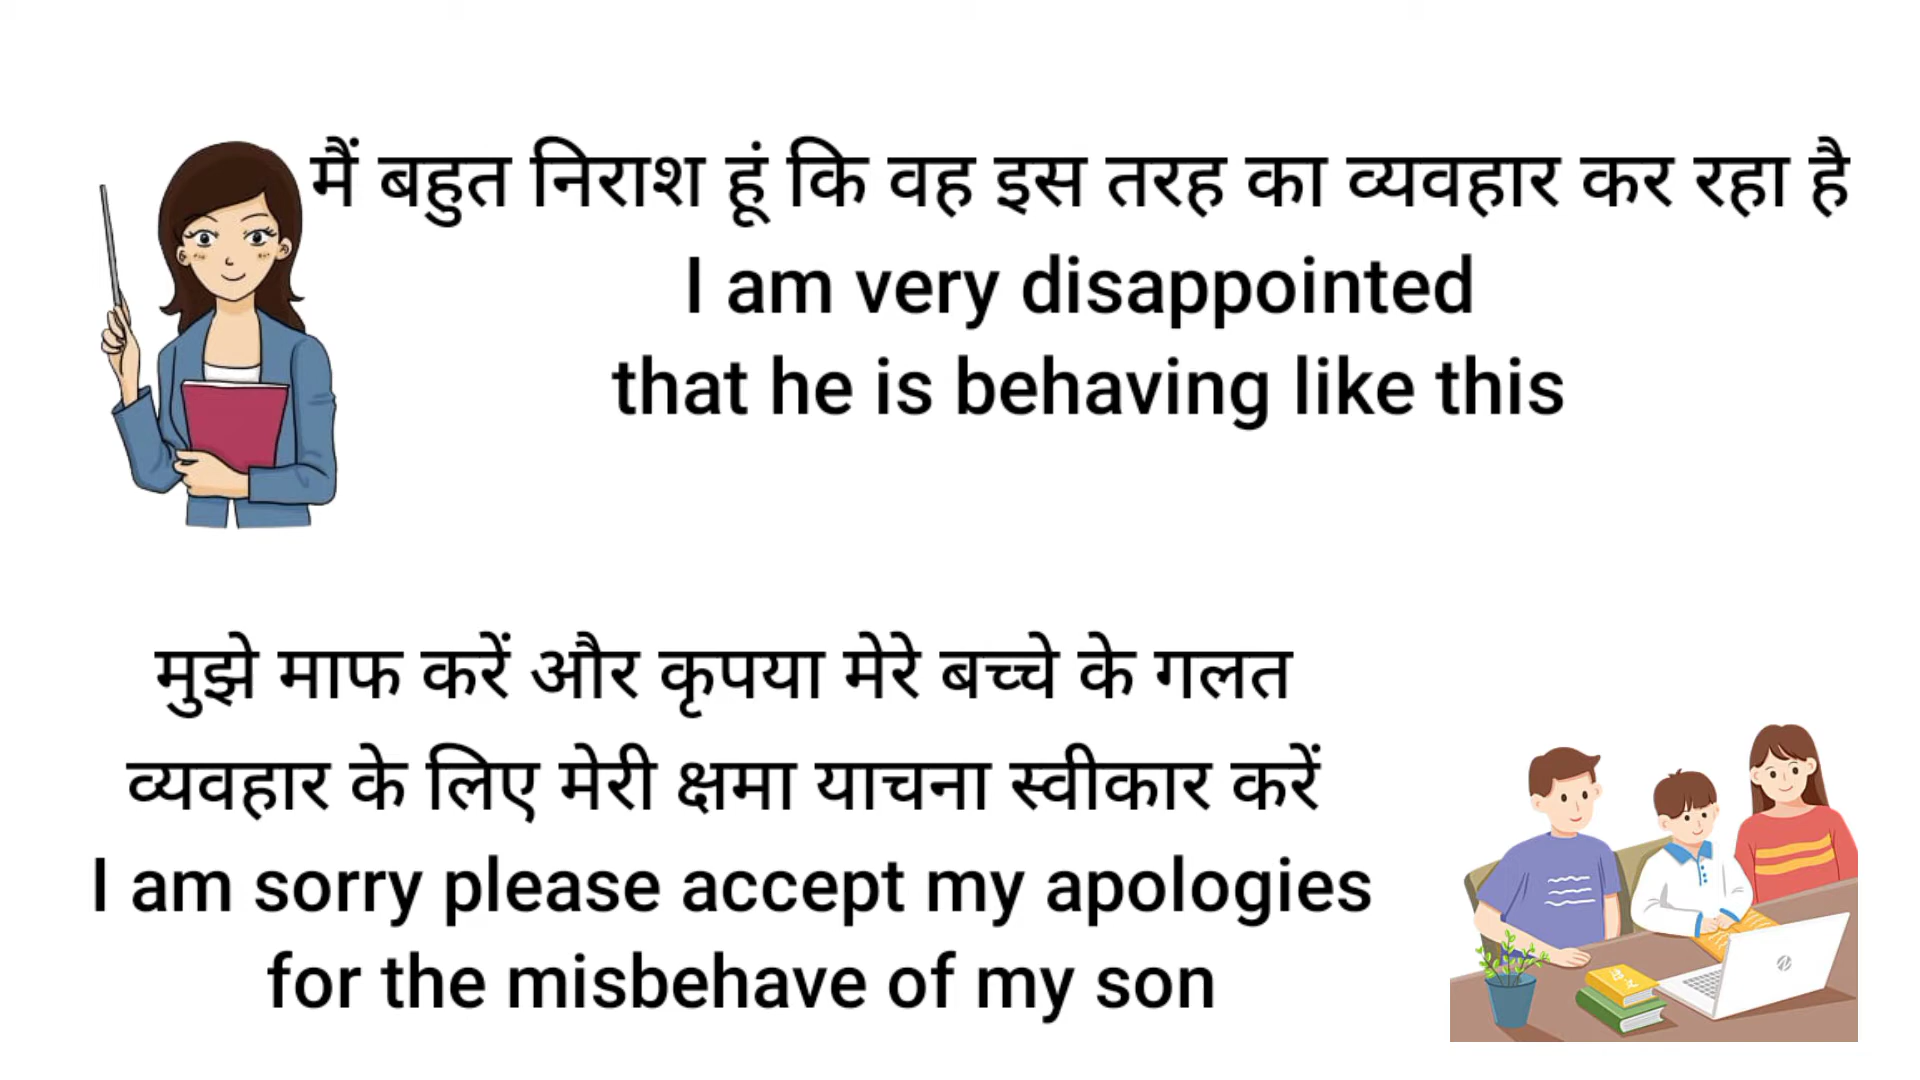 मैं बहुत निराश हूं कि वह इस तरह का व्यवहार कर रहा है
I am very disappointed
that he is behaving like this
मुझे माफ करें और कृपया मेरे बच्चे के गलत
व्यवहार के लिए मेरी क्षमा याचना स्वीकार करें
I am sorry please accept my apologies
for the misbehave of my son